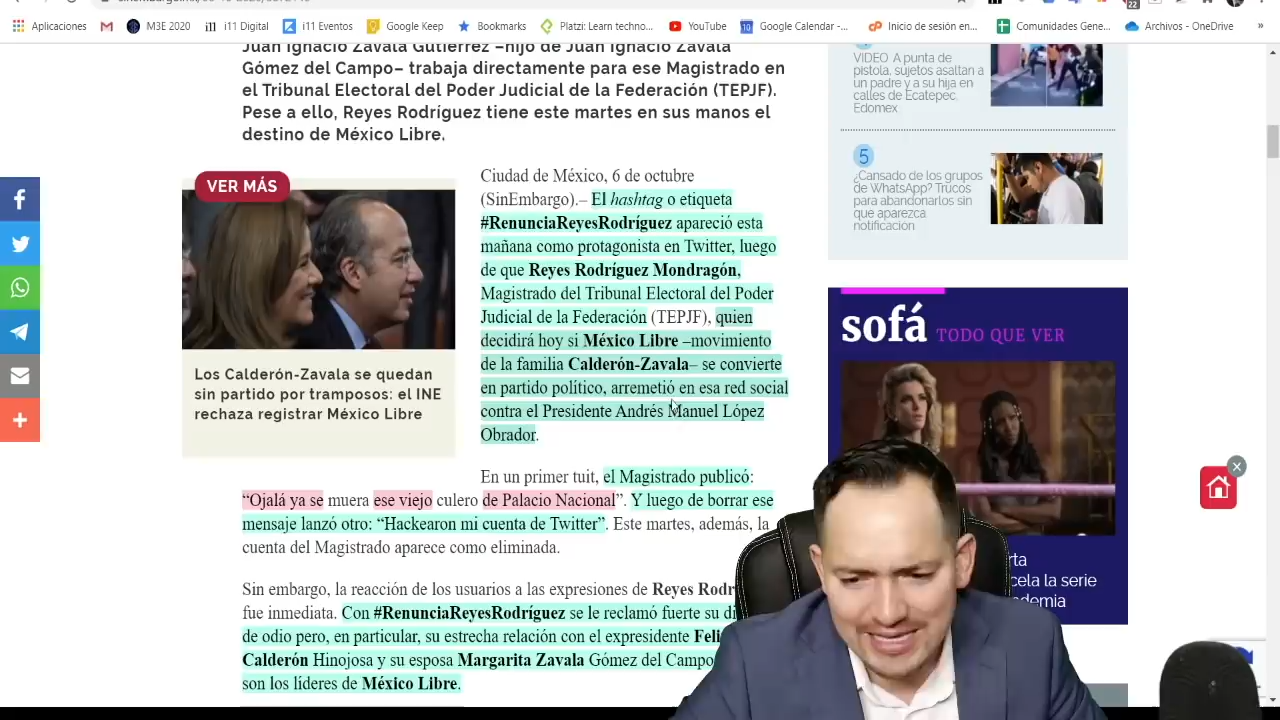 Aplicaciones M3E 2020 i11 Digital i11 Eventos Google Keep Bookmarks Platzi: Learn techno... YouTube Google Calendar -... Inicio de sesión en... Comunidades Gene... Archivos - OneDrive »
22
Juan Ignacio Zavala Gutiérrez –hijo de Juan Ignacio Zavala
Gómez del Campo– trabaja directamente para ese Magistrado en
el Tribunal Electoral del Poder Judicial de la Federación (TEPJF).
Pese a ello, Reyes Rodríguez tiene este martes en sus manos el
destino de México Libre.
VER MÁS
Los Calderón-Zavala se quedan
sin partido por tramposos: el INE
rechaza registrar México Libre
Ciudad de México, 6 de octubre
(SinEmbargo).– El hashtag o etiqueta
#RenunciaReyesRodríguez apareció esta
mañana como protagonista en Twitter, luego
de que Reyes Rodríguez Mondragón,
Magistrado del Tribunal Electoral del Poder
Judicial de la Federación (TEPJF), quien
decidirá hoy si México Libre –movimiento
de la familia Calderón-Zavala– se convierte
en partido político, arremetió en esa red social
contra el Presidente Andrés Manuel López
Obrador.
En un primer tuit, el Magistrado publicó:
“Ojalá ya se muera ese viejo culero de Palacio Nacional”. Y luego de borrar ese
mensaje lanzó otro: “Hackearon mi cuenta de Twitter”. Este martes, además, la
cuenta del Magistrado aparece como eliminada.
Sin embargo, la reacción de los usuarios a las expresiones de Reyes
fue inmediata. Con #RenunciaReyesRodríguez se le reclamó fuerte su
de odio pero, en particular, su estrecha relación con el expresidente
Calderón Hinojosa y su esposa Margarita Zavala Gómez del Campo
son los líderes de México Libre.
VIDEO: A punta de
pistola, sujetos asaltan a
un padre y a su hija en
calles de Ecatepec,
Edomex
5
¿Cansado de los grupos
de WhatsApp? Trucos
para abandonarlos sin
que aparezca
notificación
sofá TODO QUE VER
cela la serie